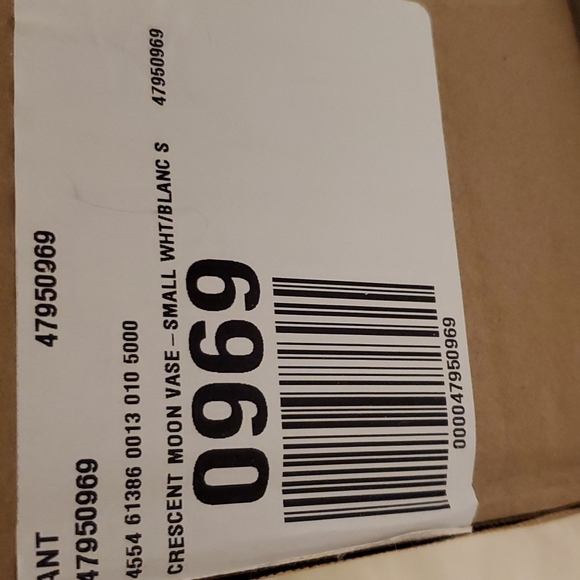 ANT 47950969
47950969
4554 61386 0013 010 5000
CRESCENT MOON VASE-SMALL WHT/BLANC S 47950969
0969
000047950969